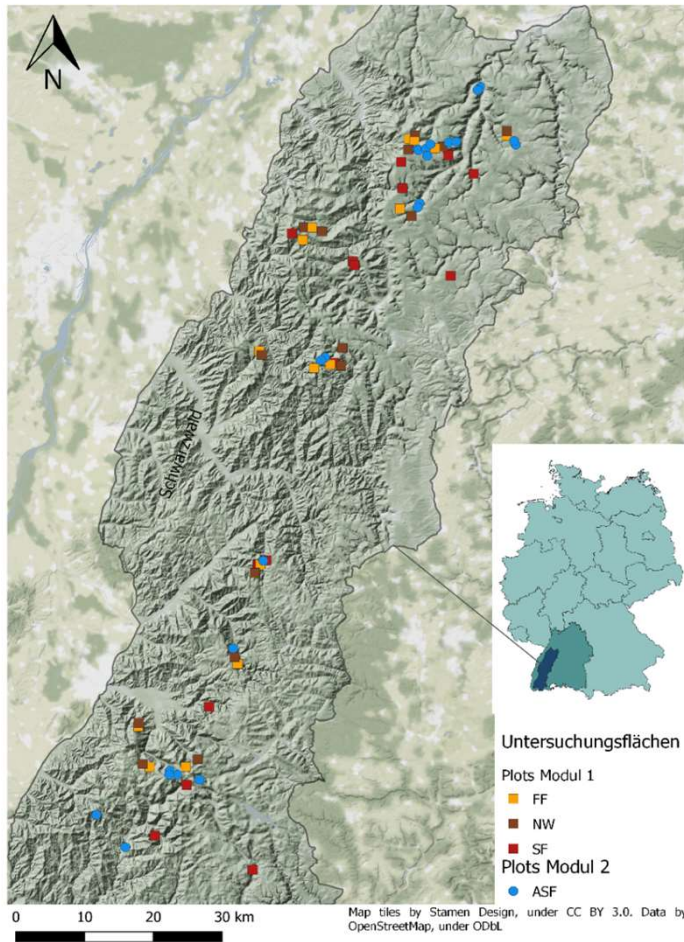 N
Schwarzwald
Untersuchungsflächen
Plots Modul 1
FF
NW
SF
Plots Modul 2
ASF
0 10 20 30 km
Map tiles by Stamen Design, under CC BY 3.0. Data by
OpenStreetMap, under ODbL